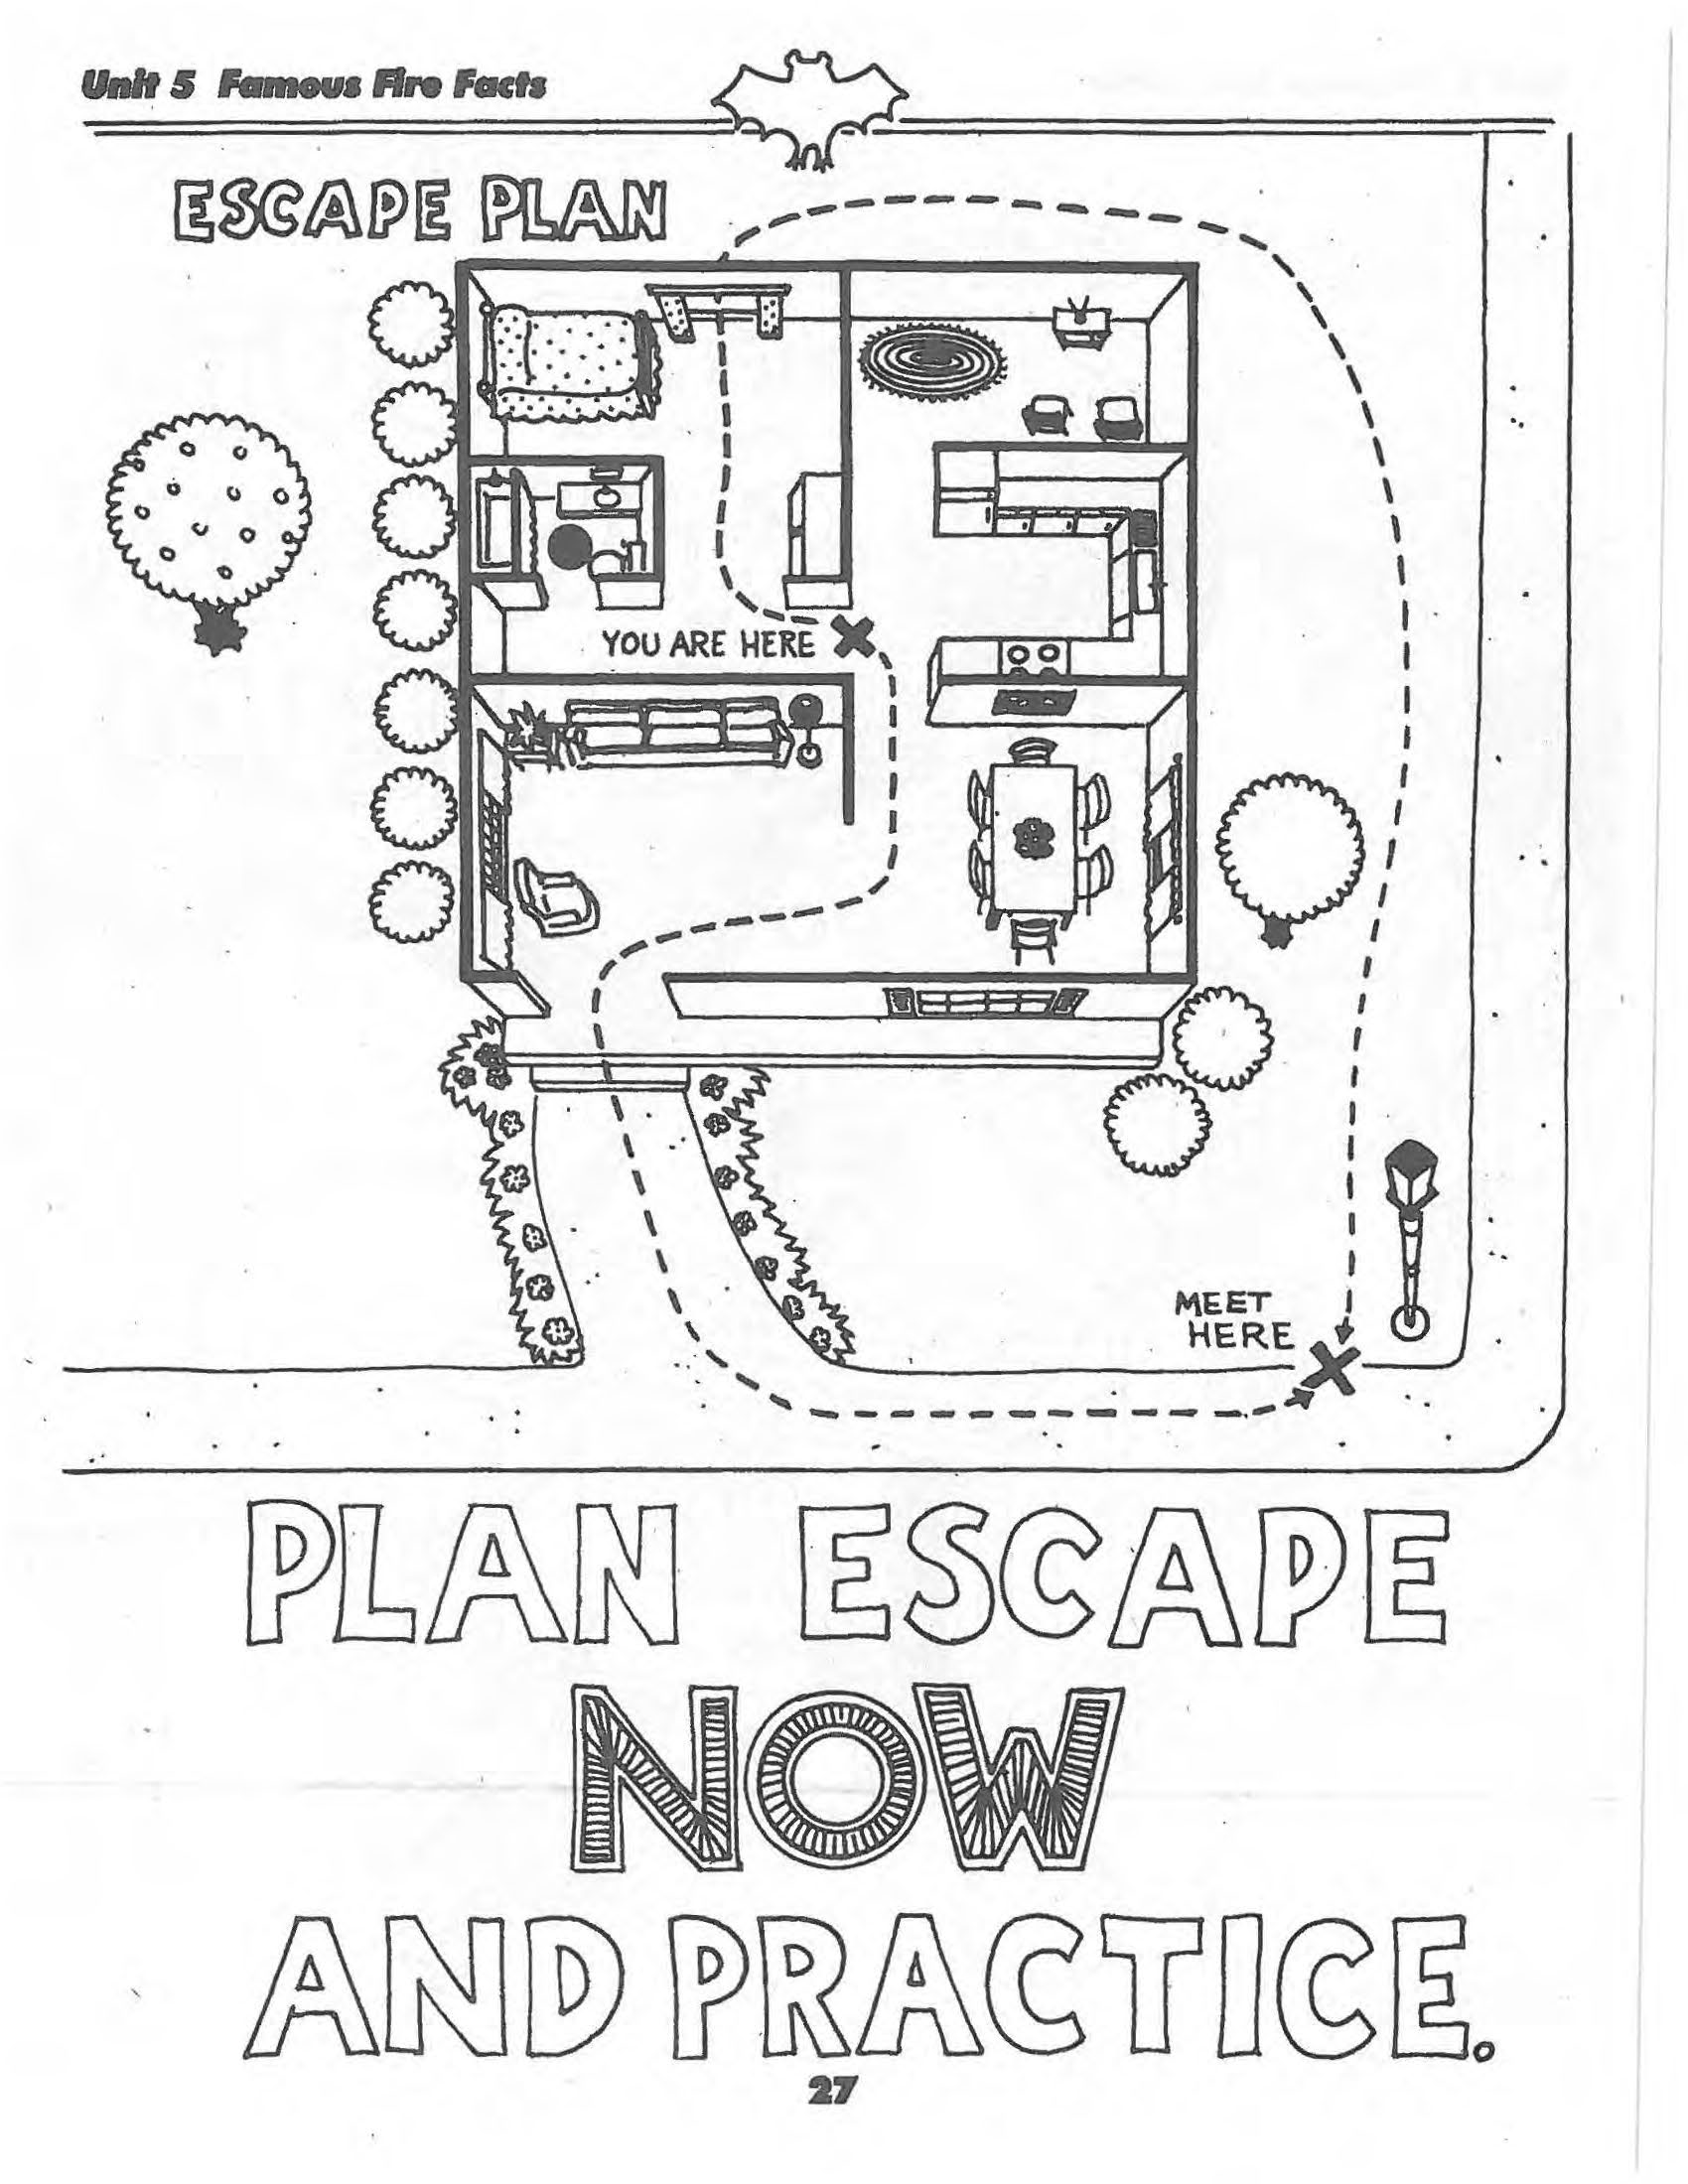 Unit 5 Famous Fire Facts
ESCAPE PLAN
YOU ARE HERE
MEET
HERE
PLAN ESCAPE
NOW
AND PRACTICE.
27